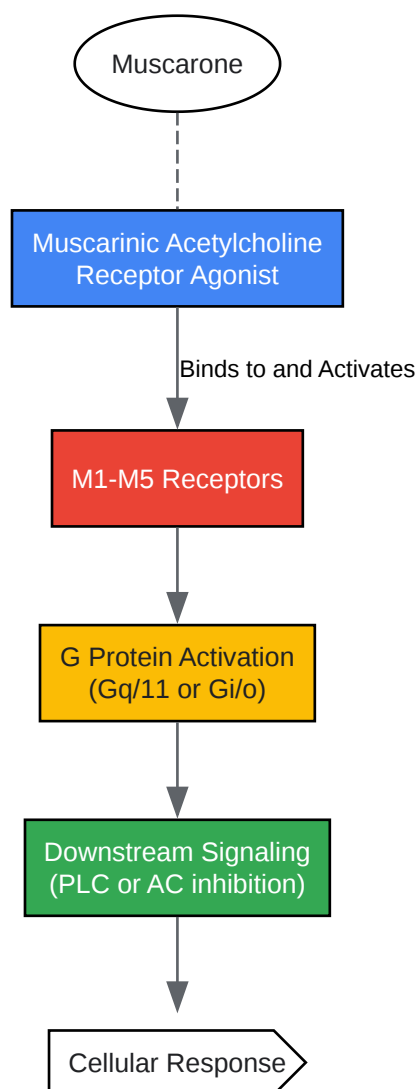 Muscarone
Muscarinic Acetylcholine
Receptor Agonist
Binds to and Activates
M1-M5 Receptors
G Protein Activation
(Gq/11 or Gi/o)
Downstream Signaling
(PLC or AC inhibition)
Cellular Response